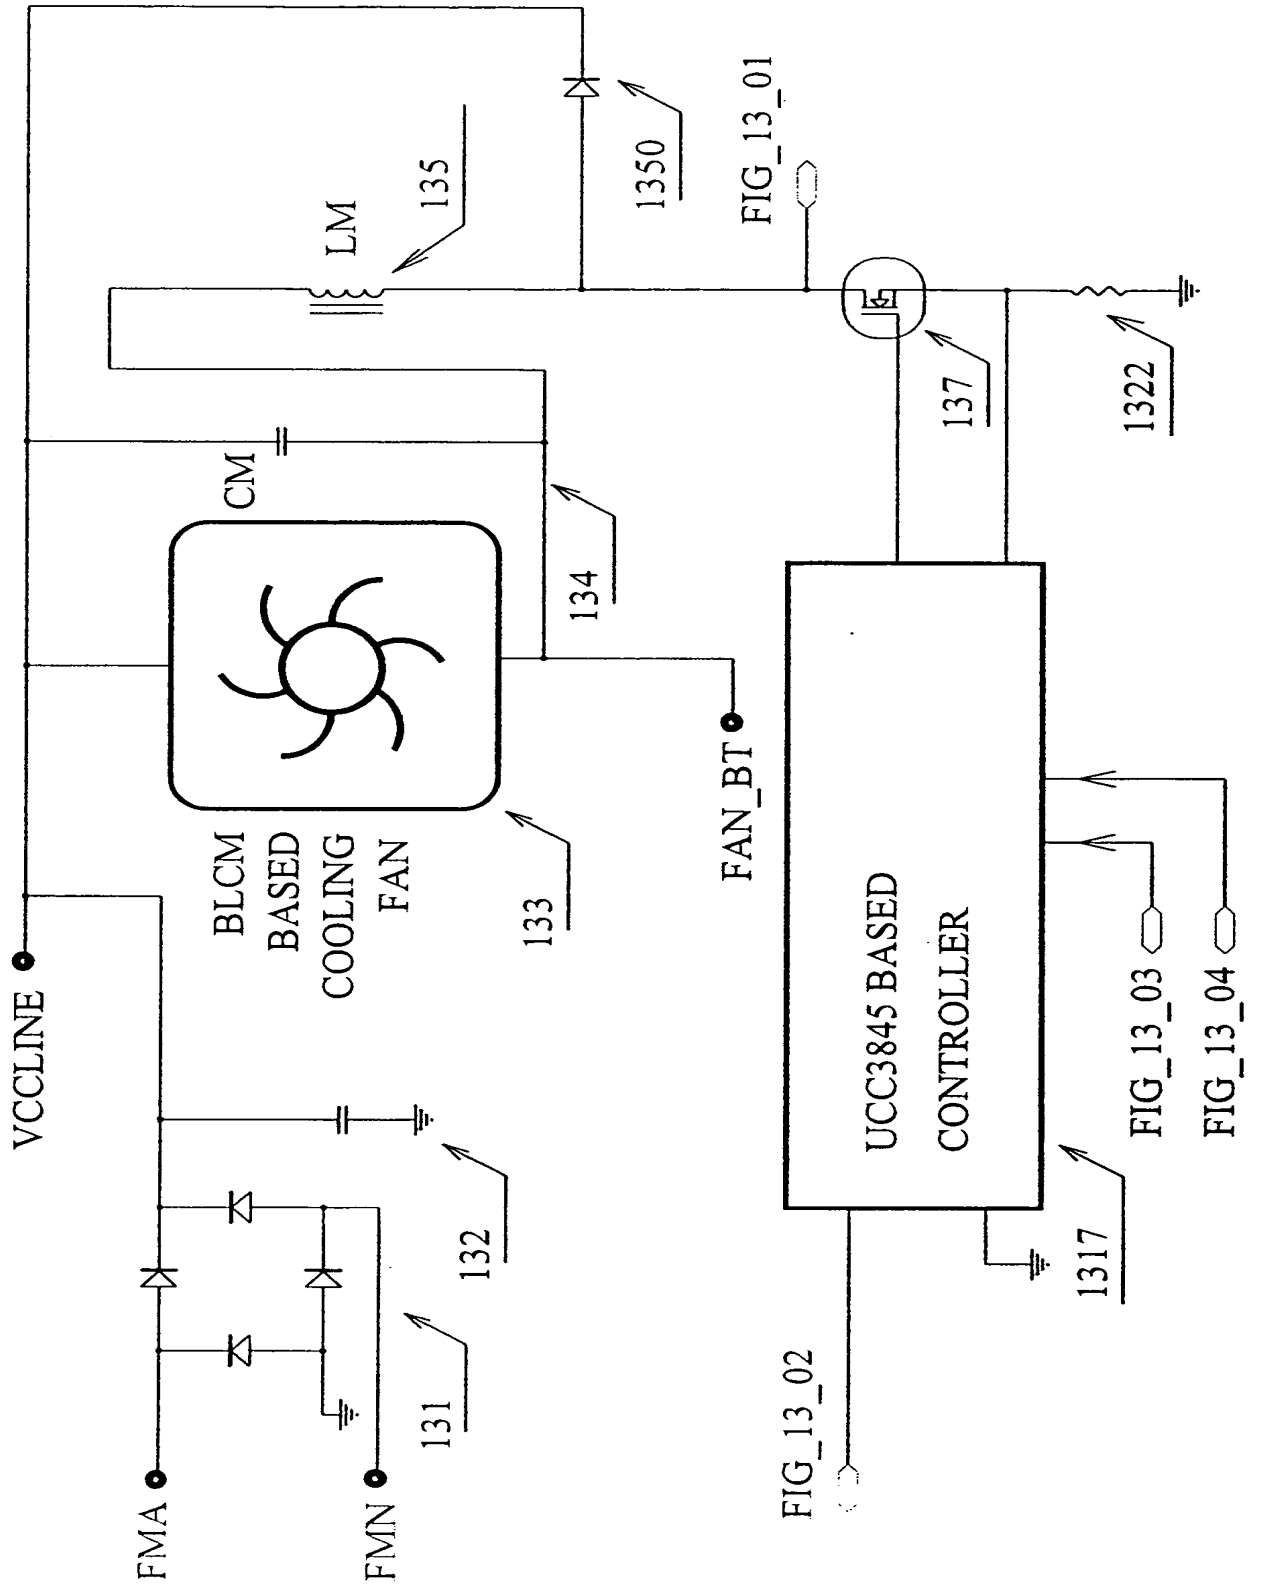 FMA
FMN
131
132
VCCLINE
BLCM
BASED
COOLING
FAN
133
CM
134
LM
135
1350
FAN_BT
FIG_13_01
137
1322
FIG_13_02
UCC3845 BASED
CONTROLLER
1317
FIG_13_03
FIG_13_04